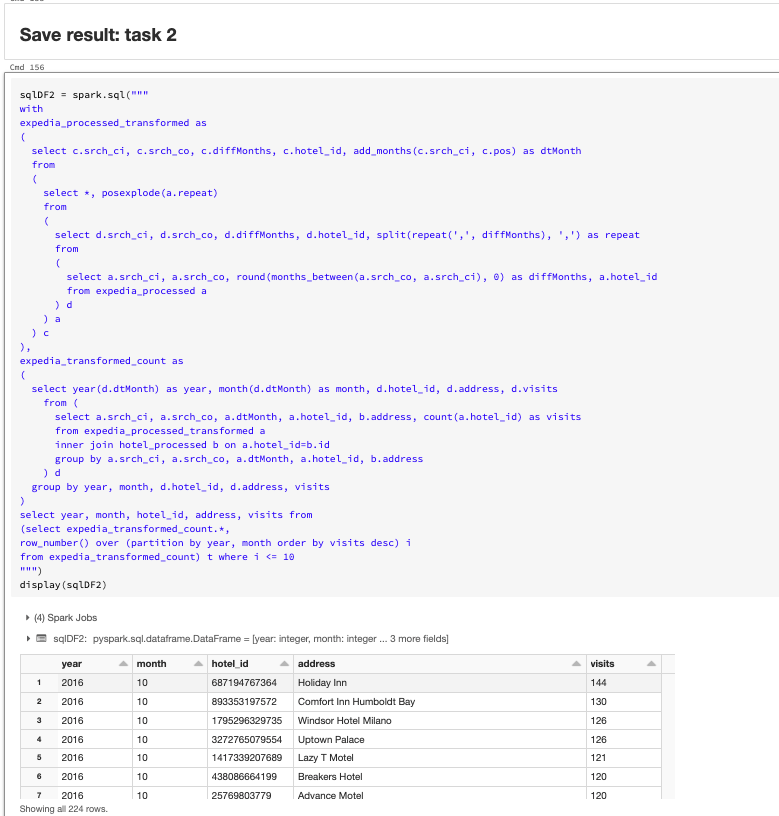 Save result: task 2
Cmd 156
sqlDF2 = spark.sql("""
with
expedia_processed_transformed as
(
select c.srch_ci, c.srch_co, c.diffMonths, c.hotel_id, add_months(c.srch_ci, c.pos) as dtMonth
from
(
select *, posexplode(a.repeat)
from
(
select d.srch_ci, d.srch_co, d.diffMonths, d.hotel_id, split(repeat(',', diffMonths), ',') as repeat
from
(
select a.srch_ci, a.srch_co, round(months_between(a.srch_co, a.srch_ci), 0) as diffMonths, a.hotel_id
from expedia_processed a
) d
) a
) c
),
expedia_transformed_count as
(
select year(d.dtMonth) as year, month(d.dtMonth) as month, d.hotel_id, d.address, d.visits
from (
select a.srch_ci, a.srch_co, a.dtMonth, a.hotel_id, b.address, count(a.hotel_id) as visits
from expedia_processed_transformed a
inner join hotel_processed b on a.hotel_id=b.id
group by a.srch_ci, a.srch_co, a.dtMonth, a.hotel_id, b.address
) d
group by year, month, d.hotel_id, d.address, visits
)
select year, month, hotel_id, address, visits from
(select expedia_transformed_count.*,
row_number() over (partition by year, month order by visits desc) i
from expedia_transformed_count) t where i <= 10
""")
display(sqlDF2)
(4) Spark Jobs
sqlDF2: pyspark.sql.dataframe.DataFrame = [year: integer, month: integer ... 3 more fields]
year month hotel_id address visits
1 2016 10 687194767364 Holiday Inn 144
2 2016 10 893353197572 Comfort Inn Humboldt Bay 130
3 2016 10 1795296329735 Windsor Hotel Milano 126
4 2016 10 3272765079554 Uptown Palace 126
5 2016 10 1417339207689 Lazy T Motel 121
6 2016 10 438086664199 Breakers Hotel 120
7 2016 10 25769803779 Advance Motel 120
Showing all 224 rows.